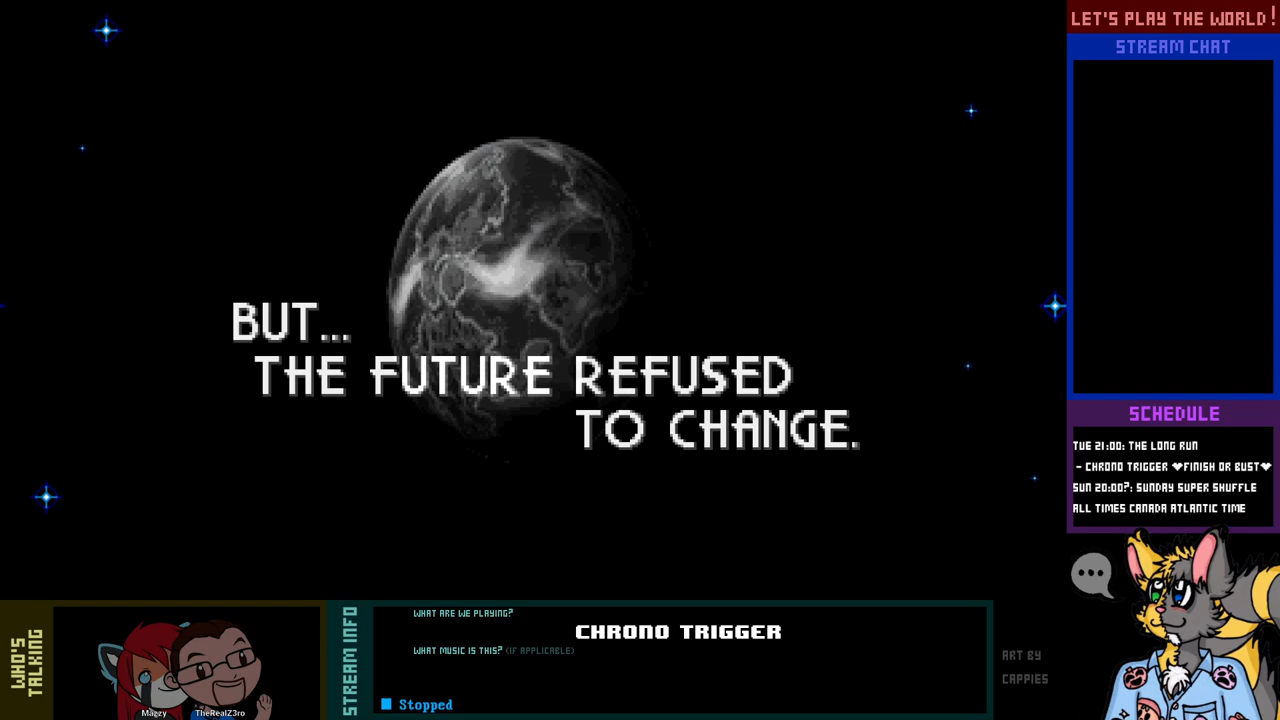 BUT...
THE FUTURE REFUSED
TO CHANGE.
LET'S PLAY THE WORLD!
STREAM CHAT
SCHEDULE
TUE 21:00: THE LONG RUN
- CHRONO TRIGGER ♥FINISH OR BUST♥
SUN 20:00?: SUNDAY SUPER SHUFFLE
ALL TIMES CANADA ATLANTIC TIME
WHO'S
TALKING
Mazzy
TheRealZ3ro
STREAM INFO
WHAT ARE WE PLAYING?
CHRONO TRIGGER
WHAT MUSIC IS THIS? (IF APPLICABLE)
Stopped
ART BY
CAPPIES